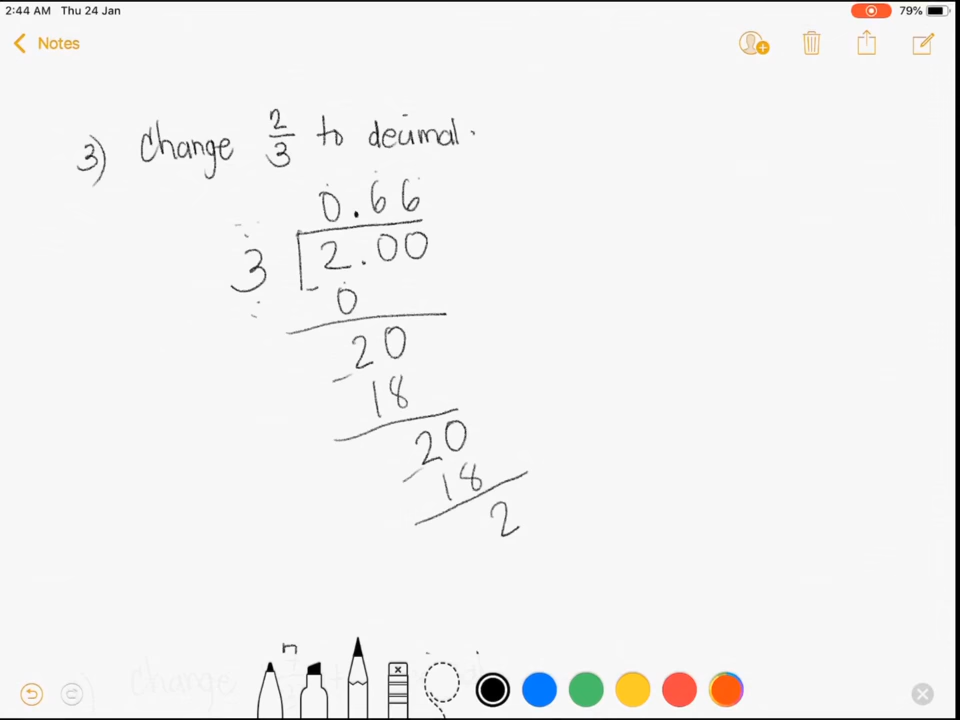 2:44 AM Thu 24 Jan
79%
Notes
3) Change 2/3 to decimal.
0.66
3 2.00
- 0
20
- 18
20
- 18
2
Change